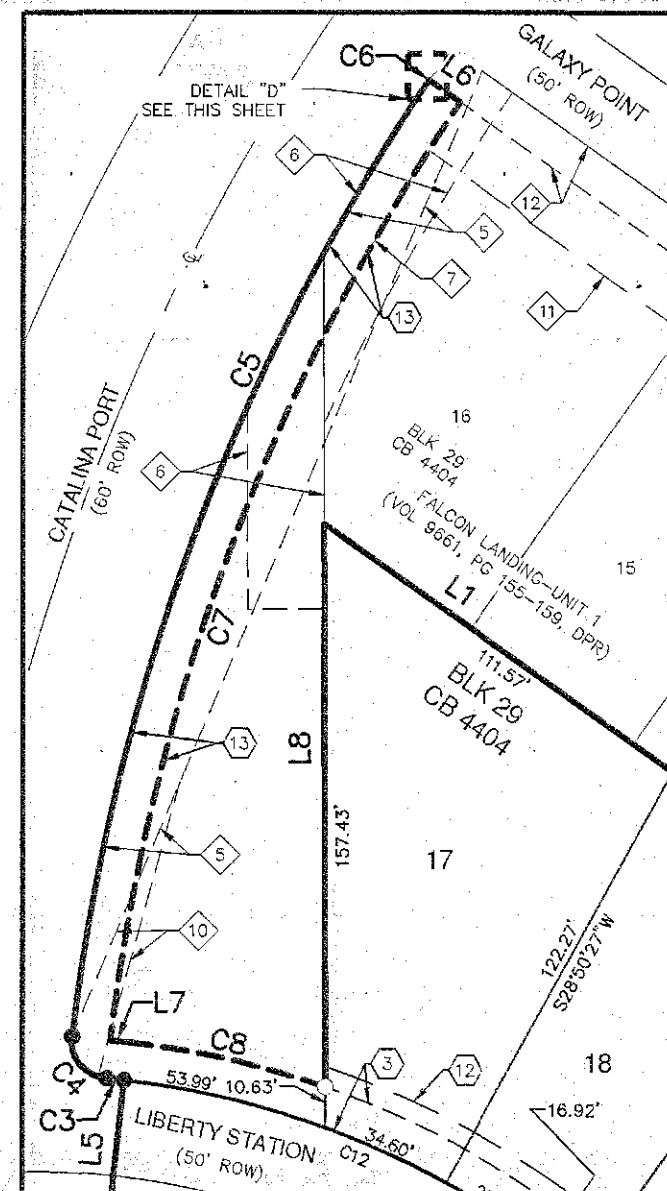 C6
L6
GALAXY POINT
(50' ROW)
DETAIL "D"
SEE THIS SHEET
6
12
5
7
11
13
C5
CATALINA PORT
(60' ROW)
6
16
BLK 29
CB 4404
FALCON LANDING-UNIT 1
(VOL 9661, PG 155-159, DPR)
15
L1
111.57'
BLK 29
CB 4404
C7
L8
13
157.43'
17
5
122.27'
S28°50'27"W
10
L7
C8
3
12
18
C4
53.99'
10.63'
16.92'
C3
LIBERTY STATION
(50' ROW)
34.60'
C12
L5